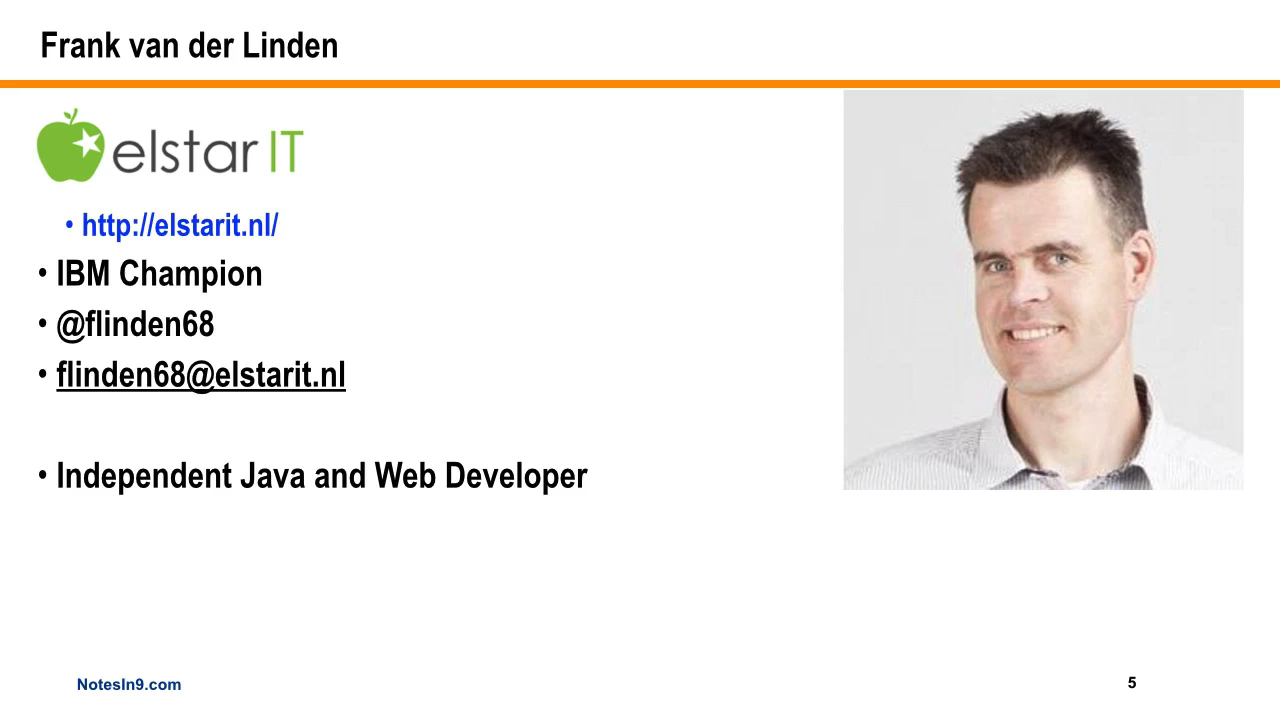 Frank van der Linden
elstar IT
• http://elstarit.nl/
• IBM Champion
• @flinden68
• flinden68@elstarit.nl
• Independent Java and Web Developer
NotesIn9.com
5